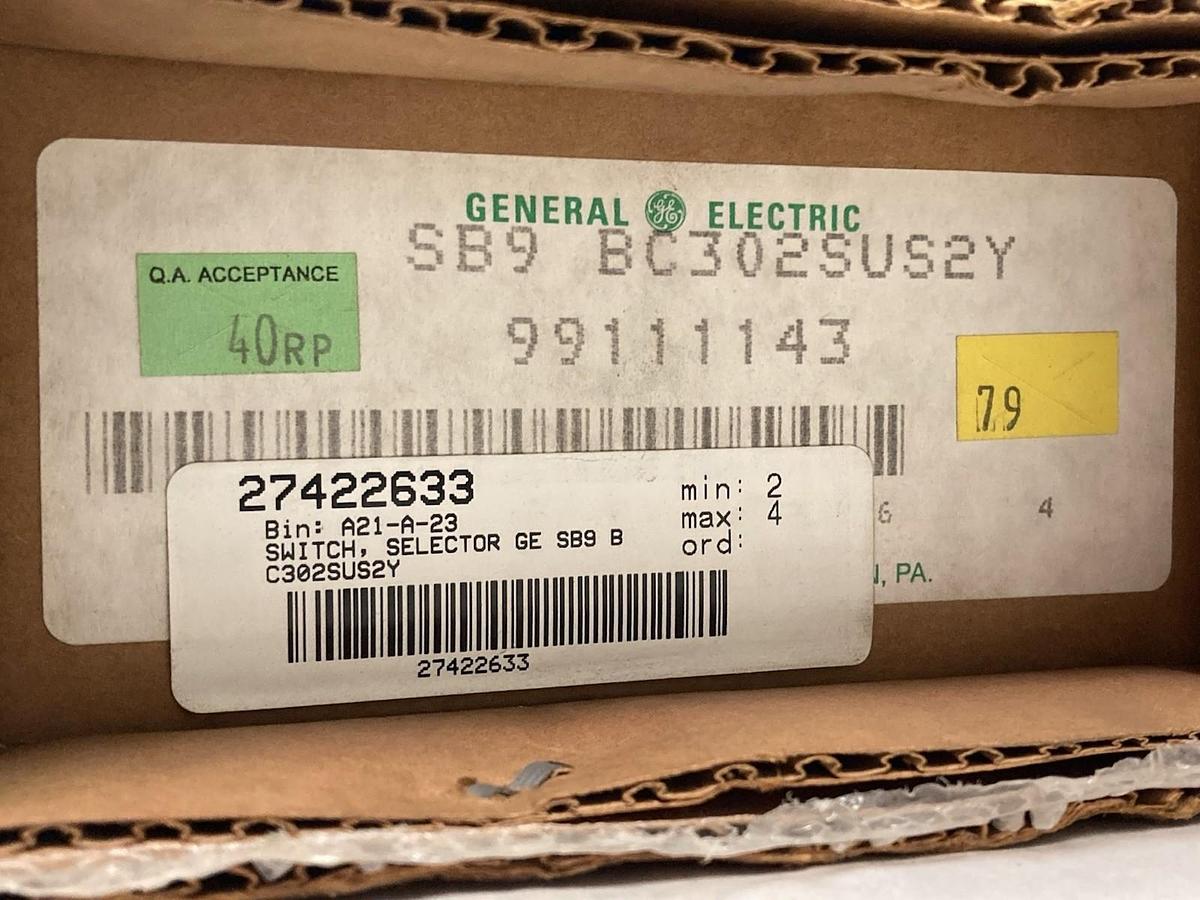 GENERAL GE ELECTRIC
SB9 BC302SUS2Y
Q.A. ACCEPTANCE
40RP
99111143
79
27422633
Bin: A21-A-23
SWITCH, SELECTOR GE SB9 B
C302SUS2Y
min: 2
max: 4
ord:
27422633
6 4
, PA.